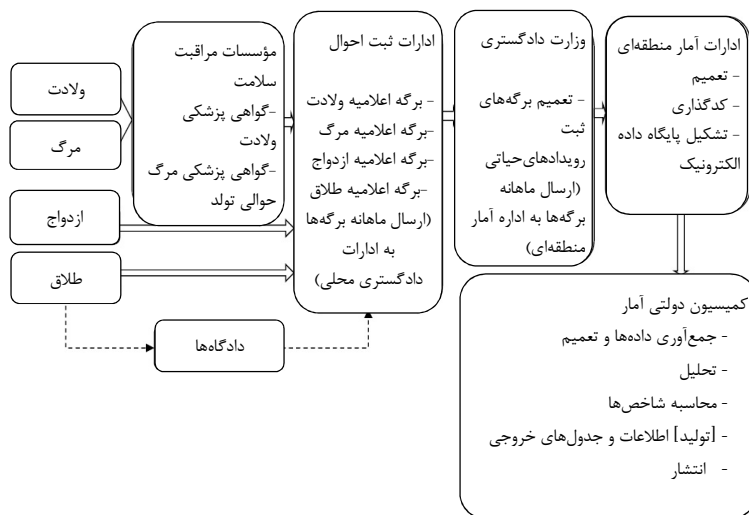 ولادت
مرگ
ازدواج
طلاق
مؤسسات مراقبت
سلامت
-گواهی پزشکی
ولادت
-گواهی پزشکی مرگ
حوالی تولد
دادگاه‌ها
ادارات ثبت احوال
- برگه اعلامیه ولادت
- برگه اعلامیه مرگ
- برگه اعلامیه ازدواج
- برگه اعلامیه طلاق
(ارسال ماهانه برگه‌ها
به ادارات
دادگستری محلی)
وزارت دادگستری
- تعمیم برگه‌های
ثبت
رویدادهای‌حیاتی
(ارسال ماهانه
برگه‌ها به اداره آمار
منطقه‌ای)
ادارات آمار منطقه‌ای
- تعمیم
- کدگذاری
- تشکیل پایگاه داده
الکترونیک
کمیسیون دولتی آمار
- جمع‌آوری داده‌ها و تعمیم
- تحلیل
- محاسبه شاخص‌ها
- [تولید] اطلاعات و جدول‌های خروجی
- انتشار